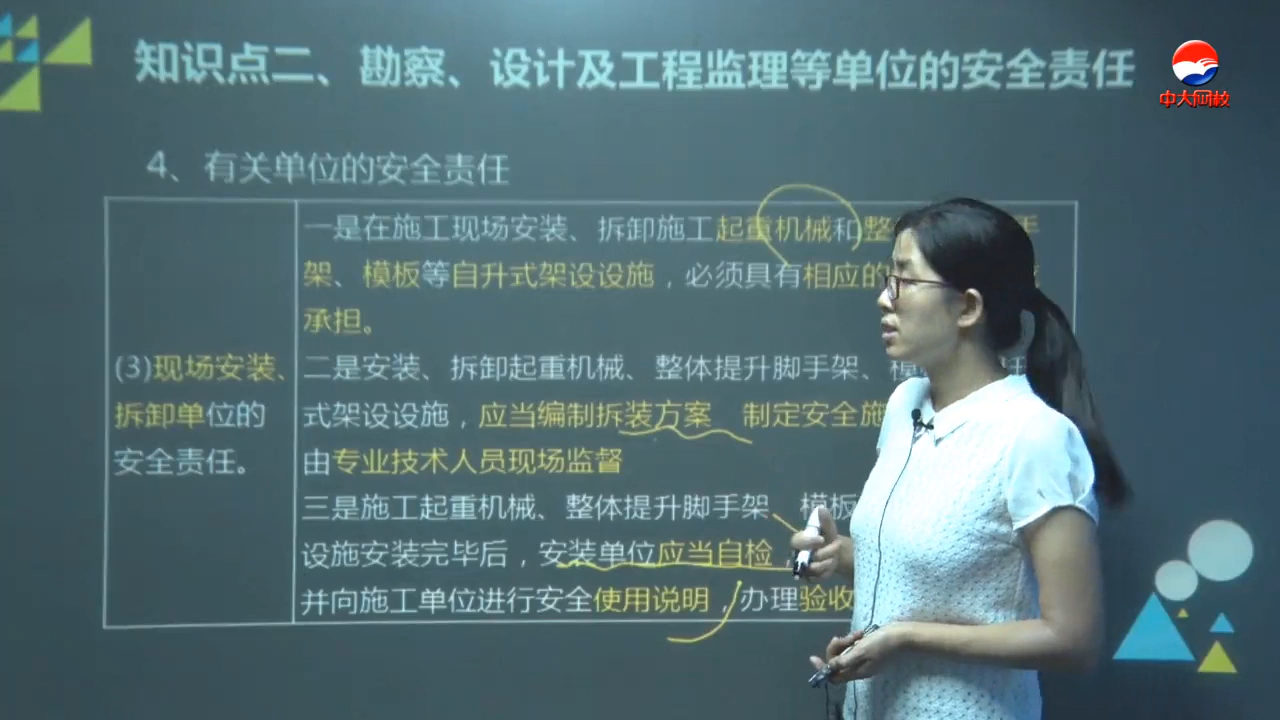 知识点二、勘察、设计及工程监理等单位的安全责任
中大网校
4、有关单位的安全责任
(3)现场安装、
拆卸单位的
安全责任。
一是在施工现场安装、拆卸施工起重机械和整
架、模板等自升式架设设施，必须具有相应的
承担。
二是安装、拆卸起重机械、整体提升脚手架、模
式架设设施，应当编制拆装方案 制定安全施
由专业技术人员现场监督
三是施工起重机械、整体提升脚手架、模板
设施安装完毕后，安装单位应当自检
并向施工单位进行安全使用说明，办理验收